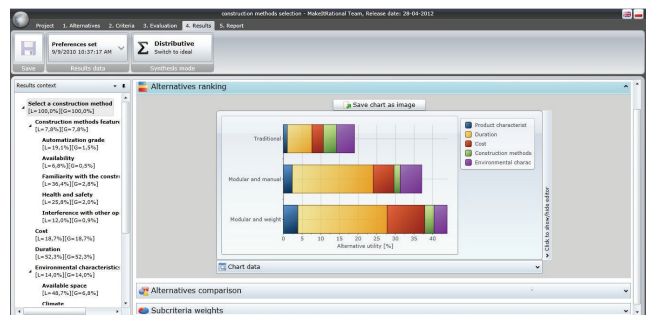 construction methods selection - MakeItRational Team, Release date: 28-04-2012
Project 1. Alternatives 2. Criteria 3. Evaluation 4. Results 5. Report
Preferences set
9/9/2010 10:37:17 AM
Σ Distributive
Switch to ideal
Save Results data Synthesis mode
Results context
Select a construction method
[L=100,0%][G=100,0%]
Construction methods feature
[L=7,8%][G=7,8%]
Automatization grade
[L=19,1%][G=1,5%]
Availability
[L=6,8%][G=0,5%]
Familiarity with the constru
[L=36,4%][G=2,8%]
Health and safety
[L=25,8%][G=2,0%]
Interference with other op
[L=12,0%][G=0,9%]
Cost
[L=18,7%][G=18,7%]
Duration
[L=52,3%][G=52,3%]
Environmental characteristics
[L=14,0%][G=14,0%]
Available space
[L=48,7%][G=6,8%]
Climate
Alternatives ranking
Save chart as image
Traditional
Modular and manual
Modular and weight
0 5 10 15 20 25 30 35 40
Alternative utility [%]
Product characterist
Duration
Cost
Construction methods
Environmental charac
Click to show/hide editor
Chart data
Alternatives comparison
Subcriteria weights